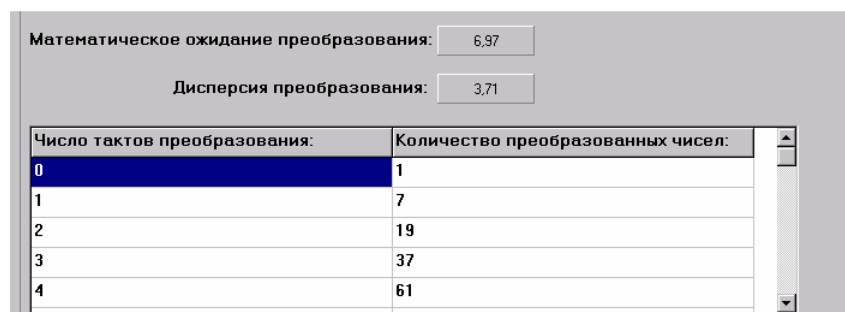 Математическое ожидание преобразования: 6,97
Дисперсия преобразования: 3,71
Число тактов преобразования: Количество преобразованных чисел:
0 1
1 7
2 19
3 37
4 61